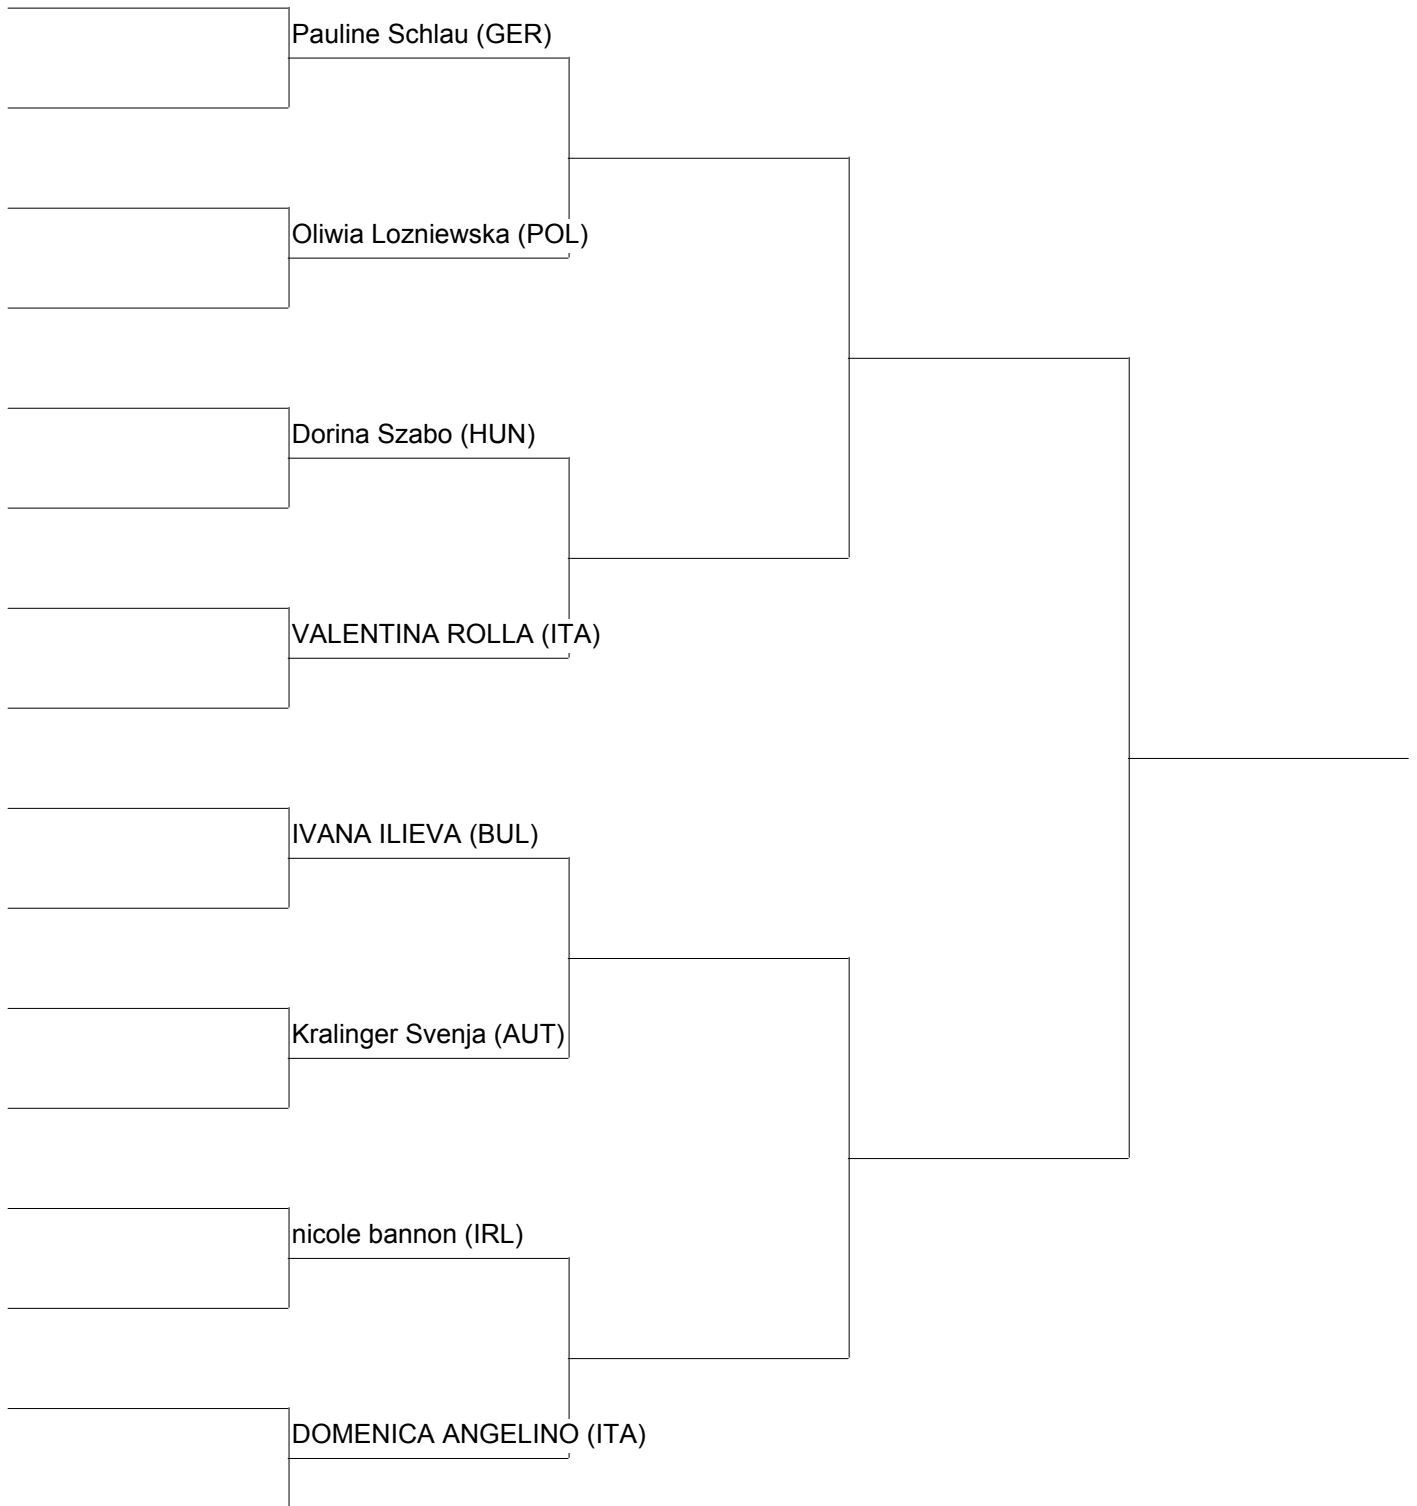 Pauline Schlau (GER)
Oliwia Lozniewska (POL)
Dorina Szabo (HUN)
VALENTINA ROLLA (ITA)
IVANA ILIEVA (BUL)
Kralinger Svenja (AUT)
nicole bannon (IRL)
DOMENICA ANGELINO (ITA)